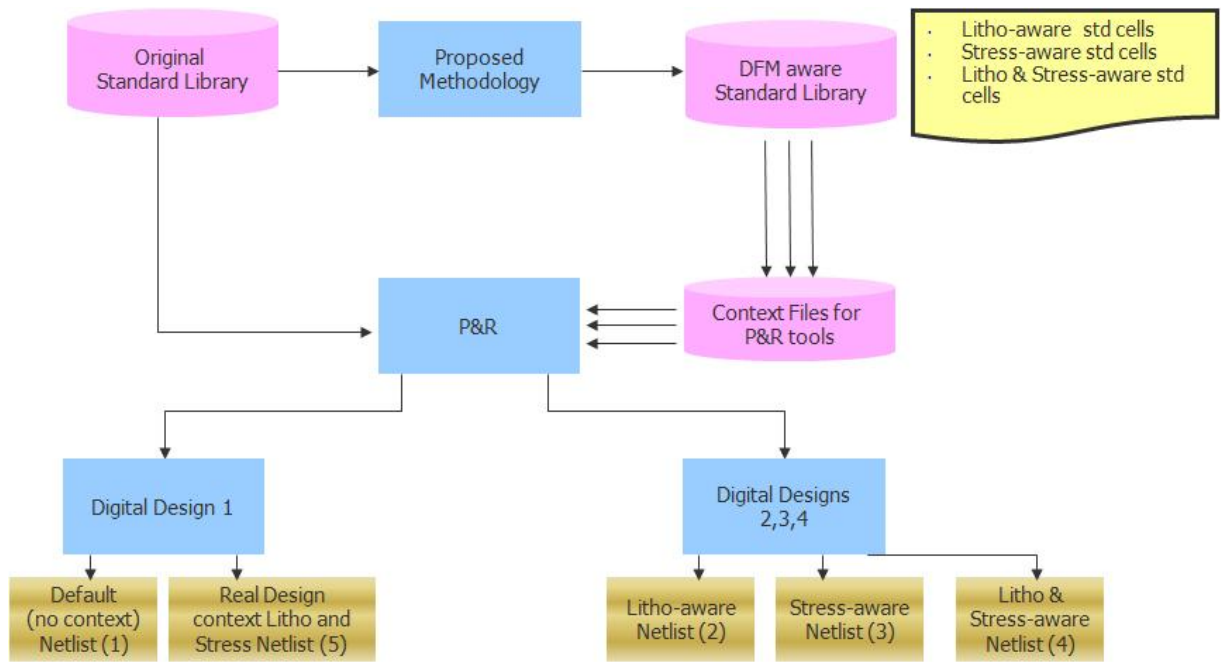 Original
Standard Library
Proposed
Methodology
DFM aware
Standard Library
· Litho-aware std cells
· Stress-aware std cells
· Litho & Stress-aware std
cells
P&R
Context Files for
P&R tools
Digital Design 1
Digital Designs
2,3,4
Default
(no context)
Netlist (1)
Real Design
context Litho and
Stress Netlist (5)
Litho-aware
Netlist (2)
Stress-aware
Netlist (3)
Litho &
Stress-aware
Netlist (4)